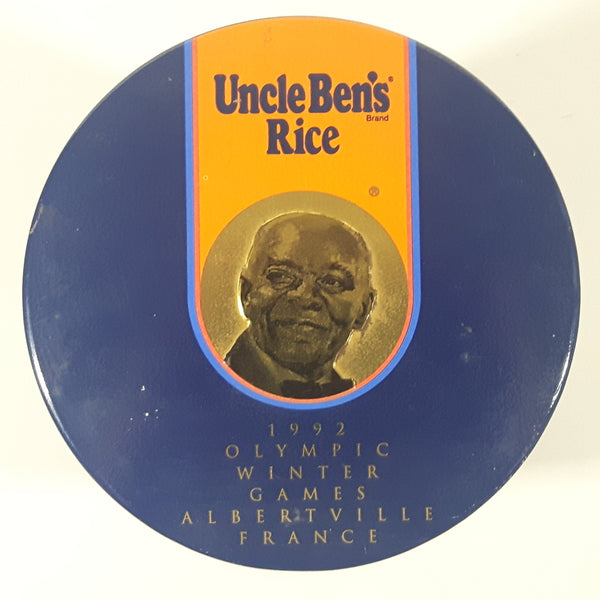 Uncle Ben's®
Brand
Rice
®
1992
OLYMPIC
WINTER
GAMES
ALBERTVILLE
FRANCE